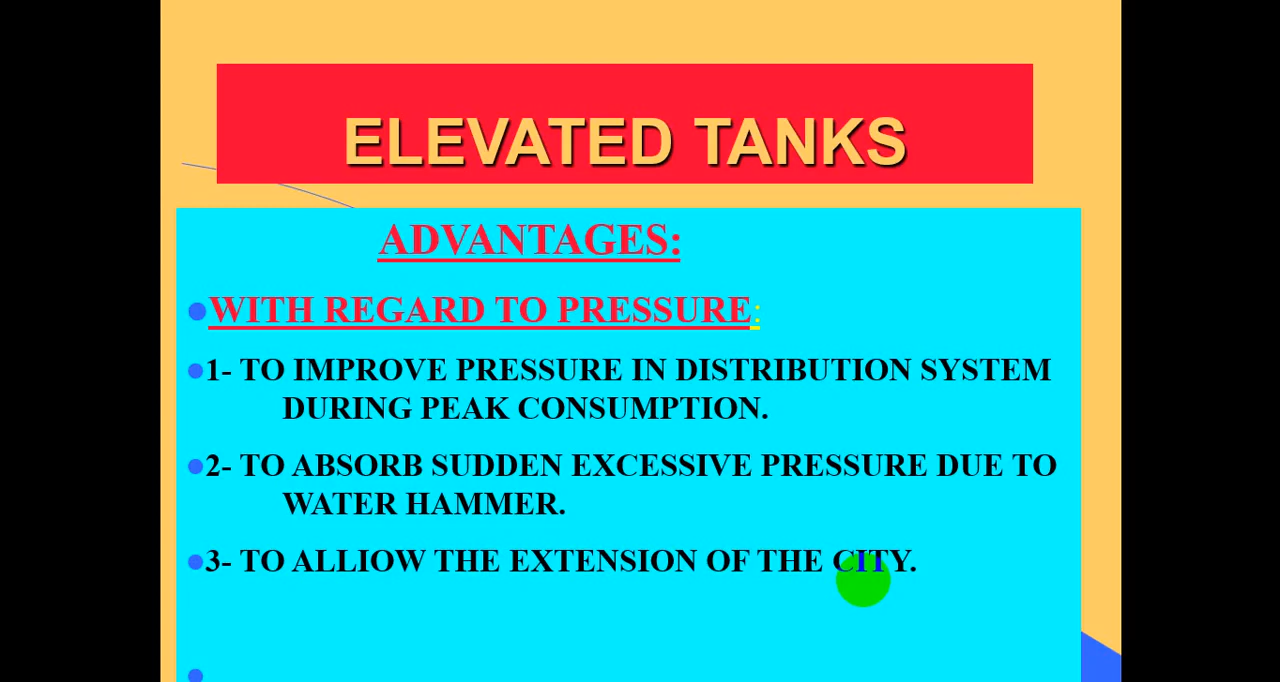 ELEVATED TANKS
ADVANTAGES:
WITH REGARD TO PRESSURE:
1- TO IMPROVE PRESSURE IN DISTRIBUTION SYSTEM
DURING PEAK CONSUMPTION.
2- TO ABSORB SUDDEN EXCESSIVE PRESSURE DUE TO
WATER HAMMER.
3- TO ALLIOW THE EXTENSION OF THE CITY.